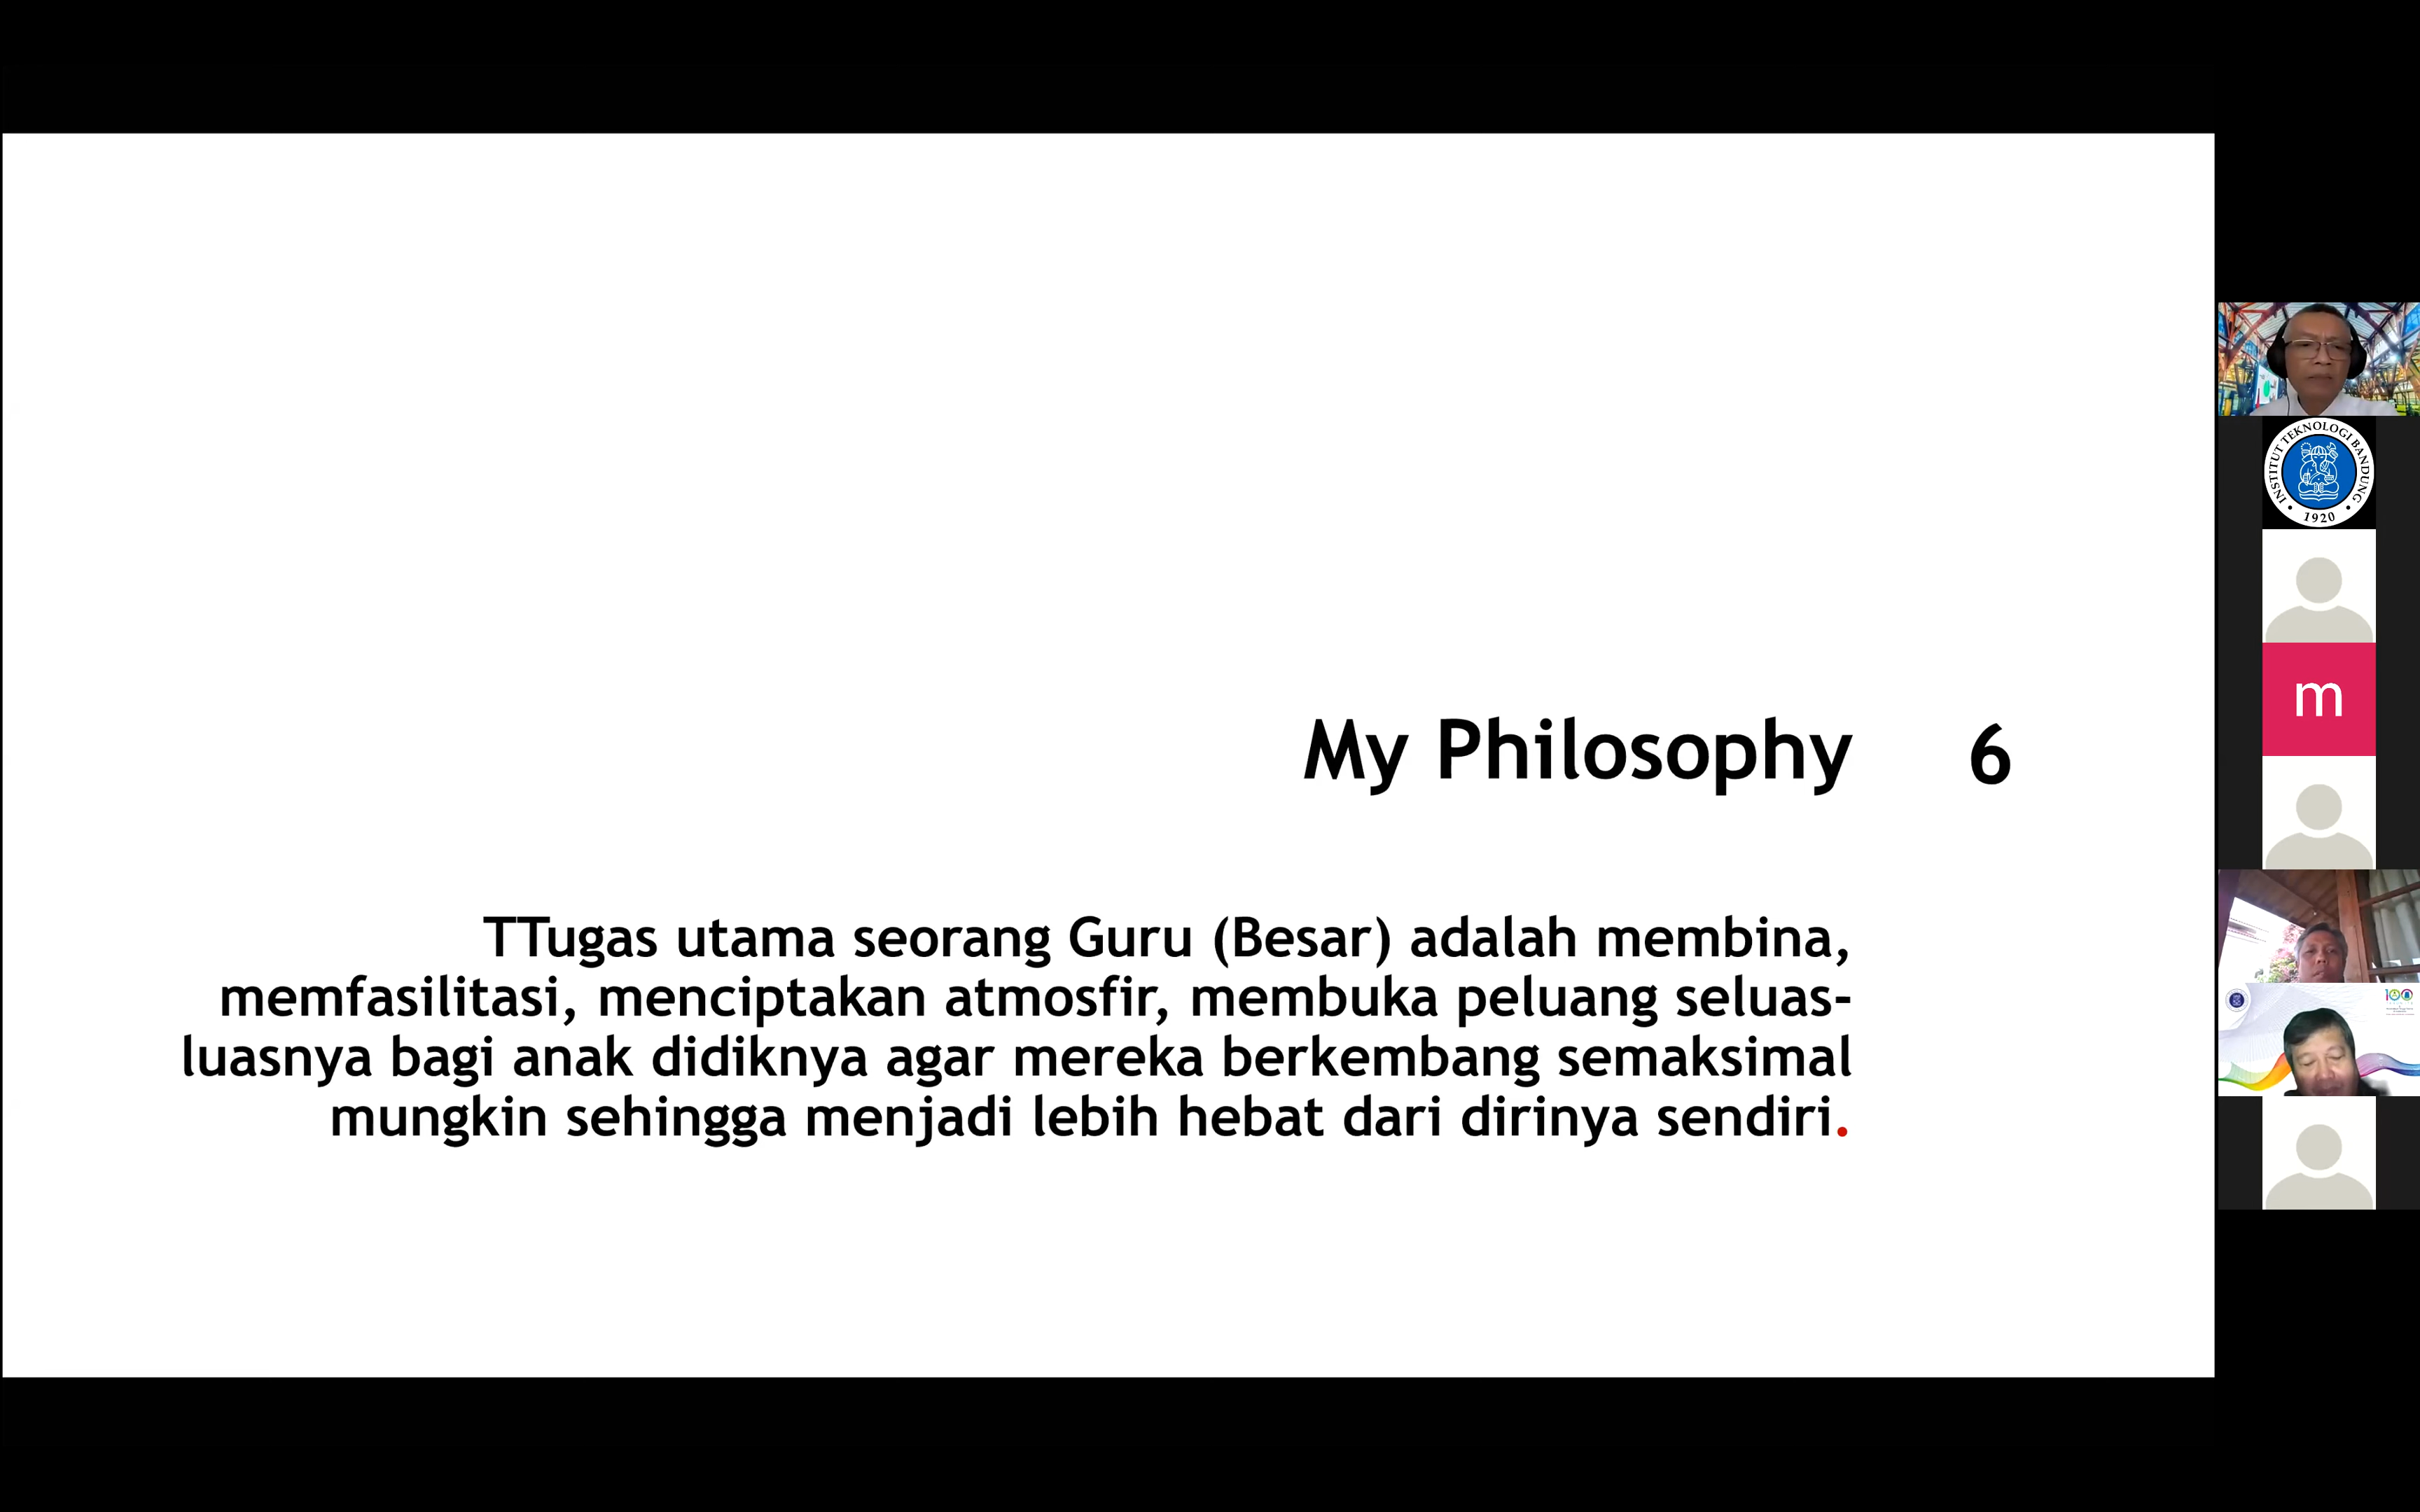 My Philosophy 6
TTugas utama seorang Guru (Besar) adalah membina,
memfasilitasi, menciptakan atmosfir, membuka peluang seluas-
luasnya bagi anak didiknya agar mereka berkembang semaksimal
mungkin sehingga menjadi lebih hebat dari dirinya sendiri.
INSTITUT TEKNOLOGI BANDUNG
1920
m
100